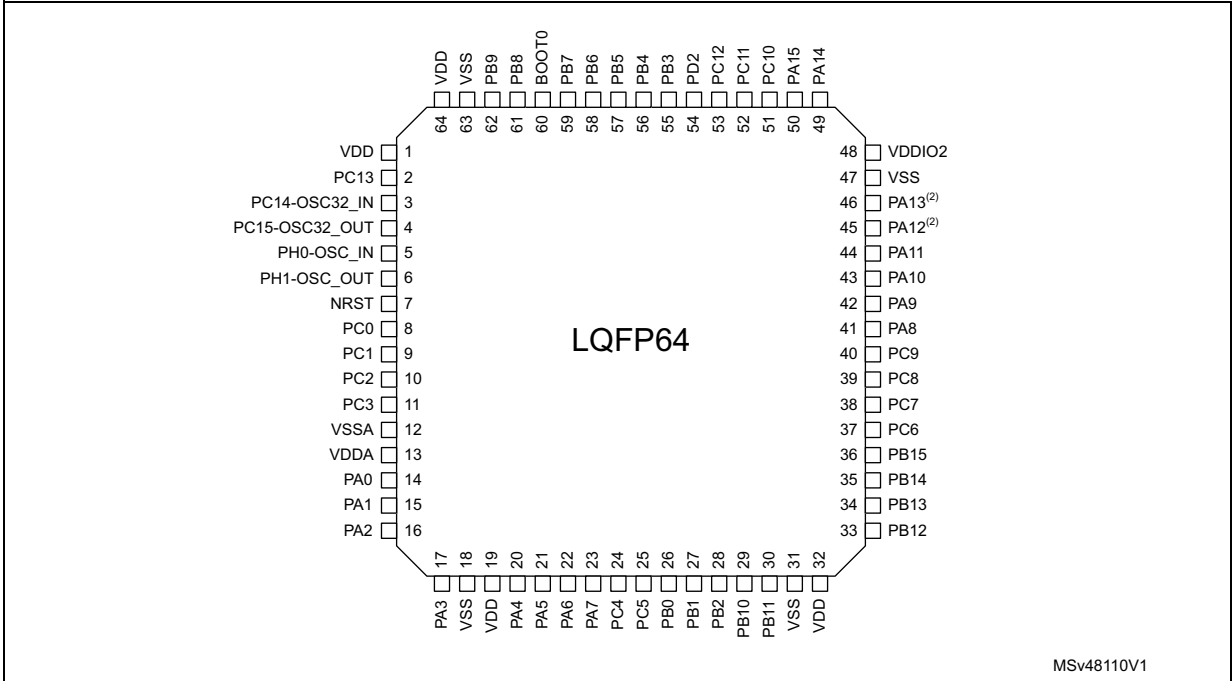 VDD
VSS
PB9
PB8
BOOT0
PB7
PB6
PB5
PB4
PB3
PD2
PC12
PC11
PC10
PA15
PA14
64
63
62
61
60
59
58
57
56
55
54
53
52
51
50
49
VDD 1
PC13 2
PC14-OSC32_IN 3
PC15-OSC32_OUT 4
PH0-OSC_IN 5
PH1-OSC_OUT 6
NRST 7
PC0 8
PC1 9
PC2 10
PC3 11
VSSA 12
VDDA 13
PA0 14
PA1 15
PA2 16
LQFP64
48 VDDIO2
47 VSS
46 PA13(2)
45 PA12(2)
44 PA11
43 PA10
42 PA9
41 PA8
40 PC9
39 PC8
38 PC7
37 PC6
36 PB15
35 PB14
34 PB13
33 PB12
17
18
19
20
21
22
23
24
25
26
27
28
29
30
31
32
PA3
VSS
VDD
PA4
PA5
PA6
PA7
PC4
PC5
PB0
PB1
PB2
PB10
PB11
VSS
VDD
MSv48110V1